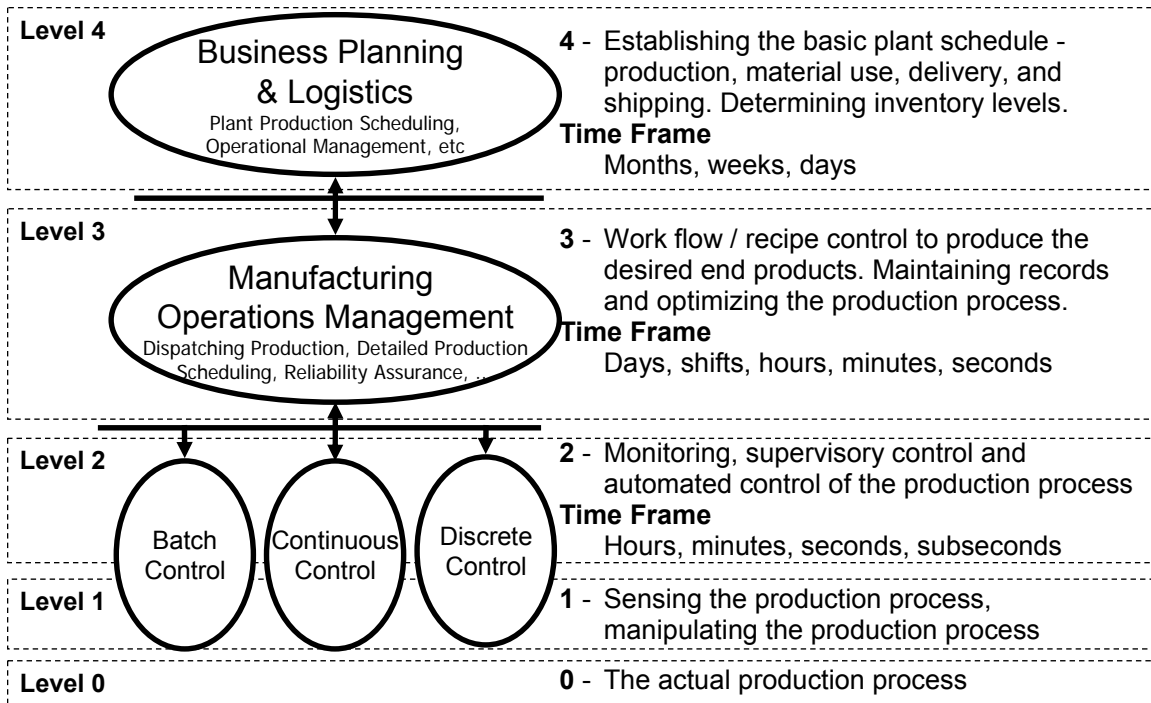 Level 4
Business Planning
& Logistics
Plant Production Scheduling,
Operational Management, etc
4 - Establishing the basic plant schedule -
production, material use, delivery, and
shipping. Determining inventory levels.
Time Frame
Months, weeks, days
Level 3
Manufacturing
Operations Management
Dispatching Production, Detailed Production
Scheduling, Reliability Assurance, ..
3 - Work flow / recipe control to produce the
desired end products. Maintaining records
and optimizing the production process.
Time Frame
Days, shifts, hours, minutes, seconds
Level 2
Batch
Control
Continuous
Control
Discrete
Control
2 - Monitoring, supervisory control and
automated control of the production process
Time Frame
Hours, minutes, seconds, subseconds
Level 1
1 - Sensing the production process,
manipulating the production process
Level 0
0 - The actual production process